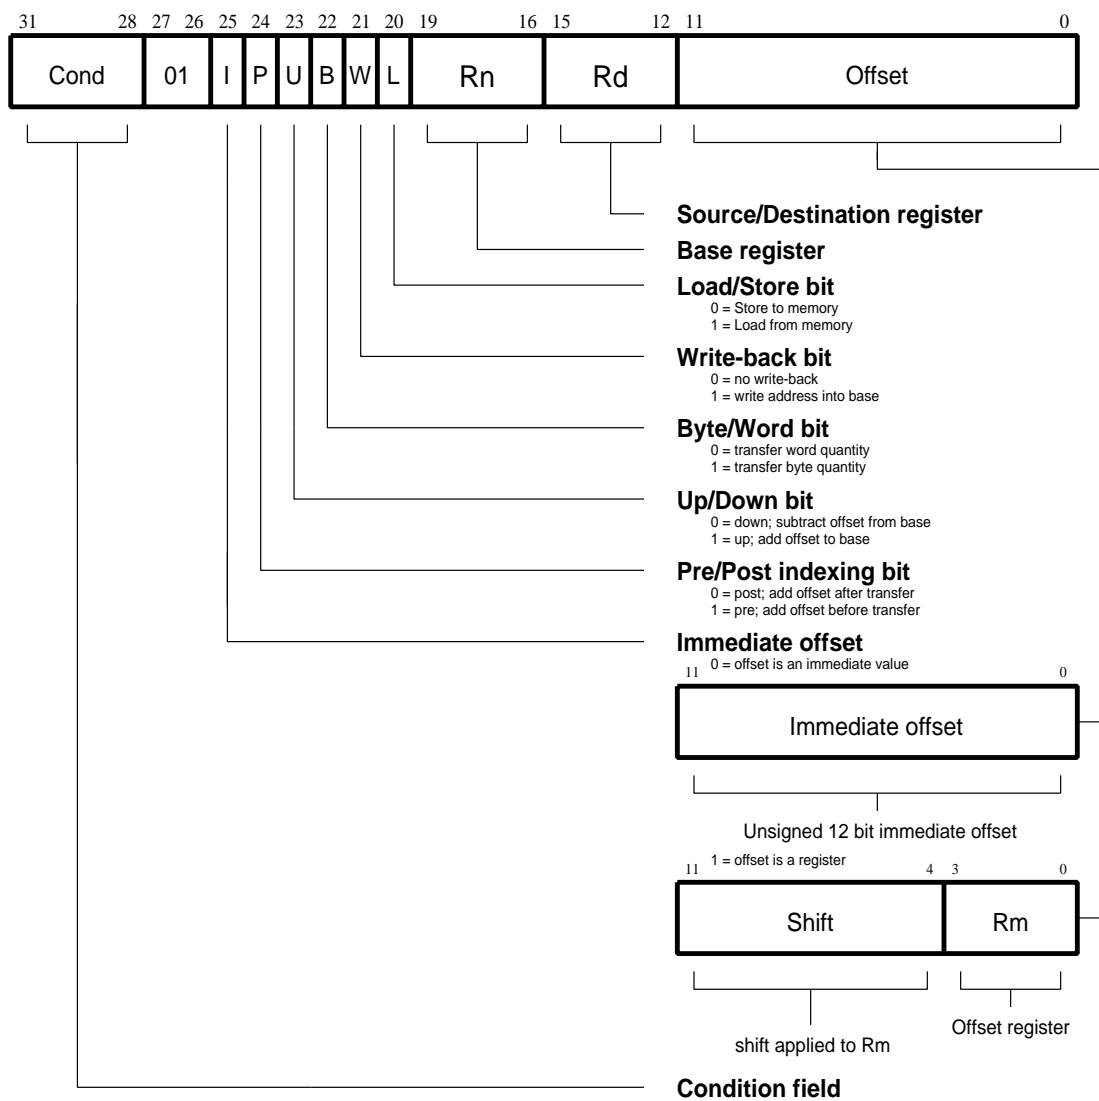 31 28 27 26 25 24 23 22 21 20 19 16 15 12 11 0
Cond 01 I P U B W L Rn Rd Offset
Source/Destination register
Base register
Load/Store bit
0 = Store to memory
1 = Load from memory
Write-back bit
0 = no write-back
1 = write address into base
Byte/Word bit
0 = transfer word quantity
1 = transfer byte quantity
Up/Down bit
0 = down; subtract offset from base
1 = up; add offset to base
Pre/Post indexing bit
0 = post; add offset after transfer
1 = pre; add offset before transfer
Immediate offset
0 = offset is an immediate value
11 0
Immediate offset
Unsigned 12 bit immediate offset
1 = offset is a register
11 4 3 0
Shift Rm
Offset register
shift applied to Rm
Condition field